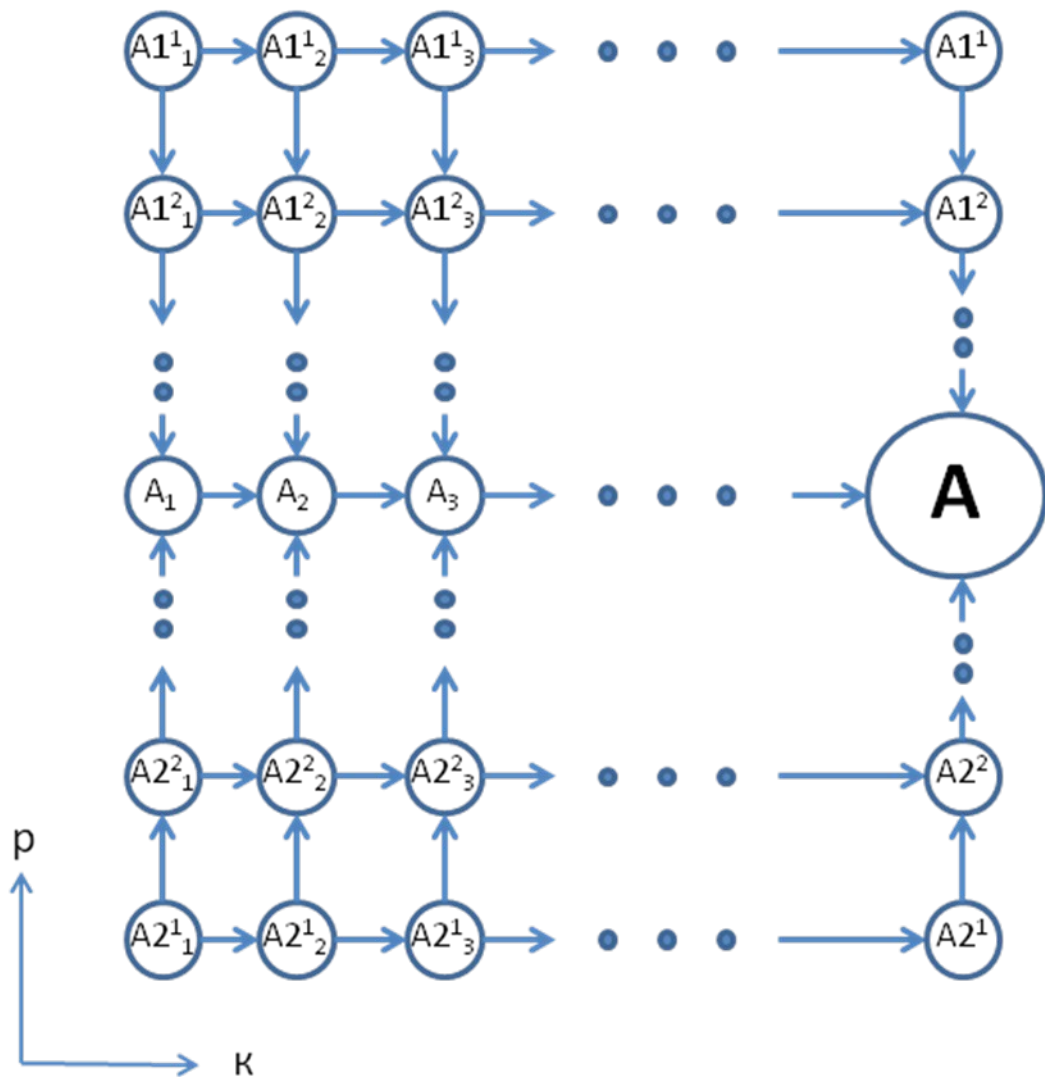 A1¹₁ A1¹₂ A1¹₃ A1¹
A1²₁ A1²₂ A1²₃ A1²
A₁ A₂ A₃ A
A2²₁ A2²₂ A2²₃ A2²
p
A2¹₁ A2¹₂ A2¹₃ A2¹
к